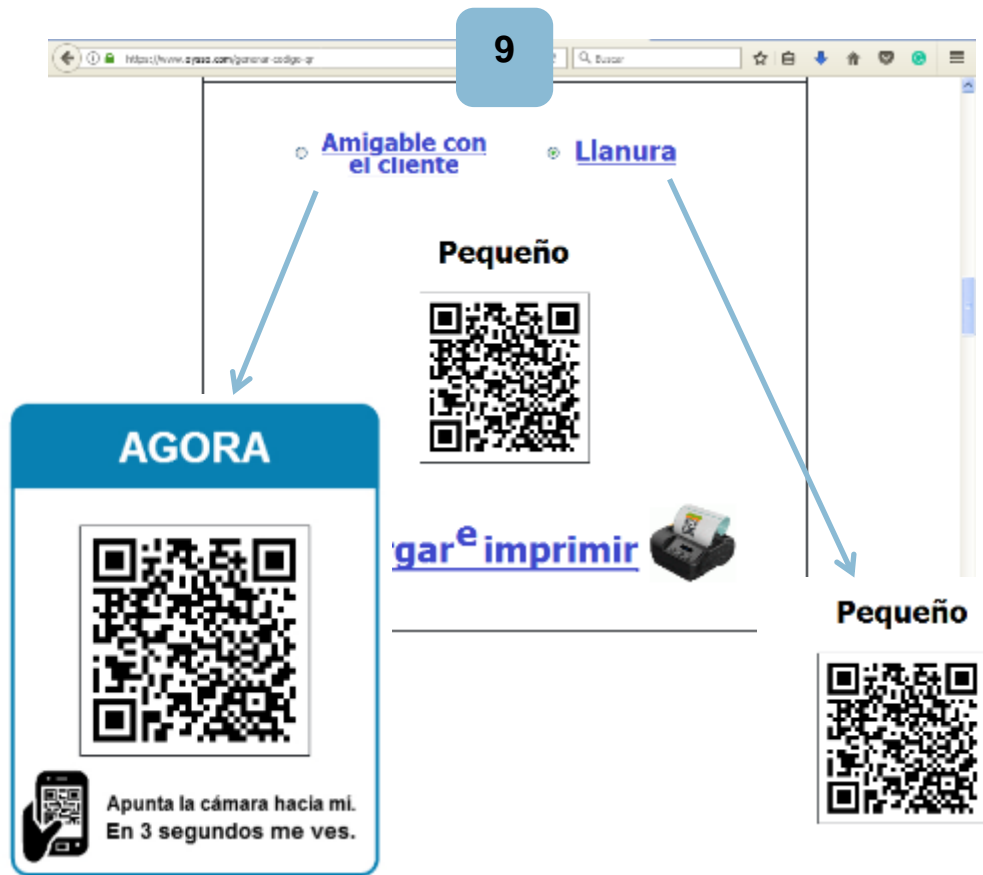 9
Buscar
Amigable con
el cliente
Llanura
Pequeño
AGORA
rgar e imprimir
Pequeño
Apunta la cámara hacia mí.
En 3 segundos me ves.